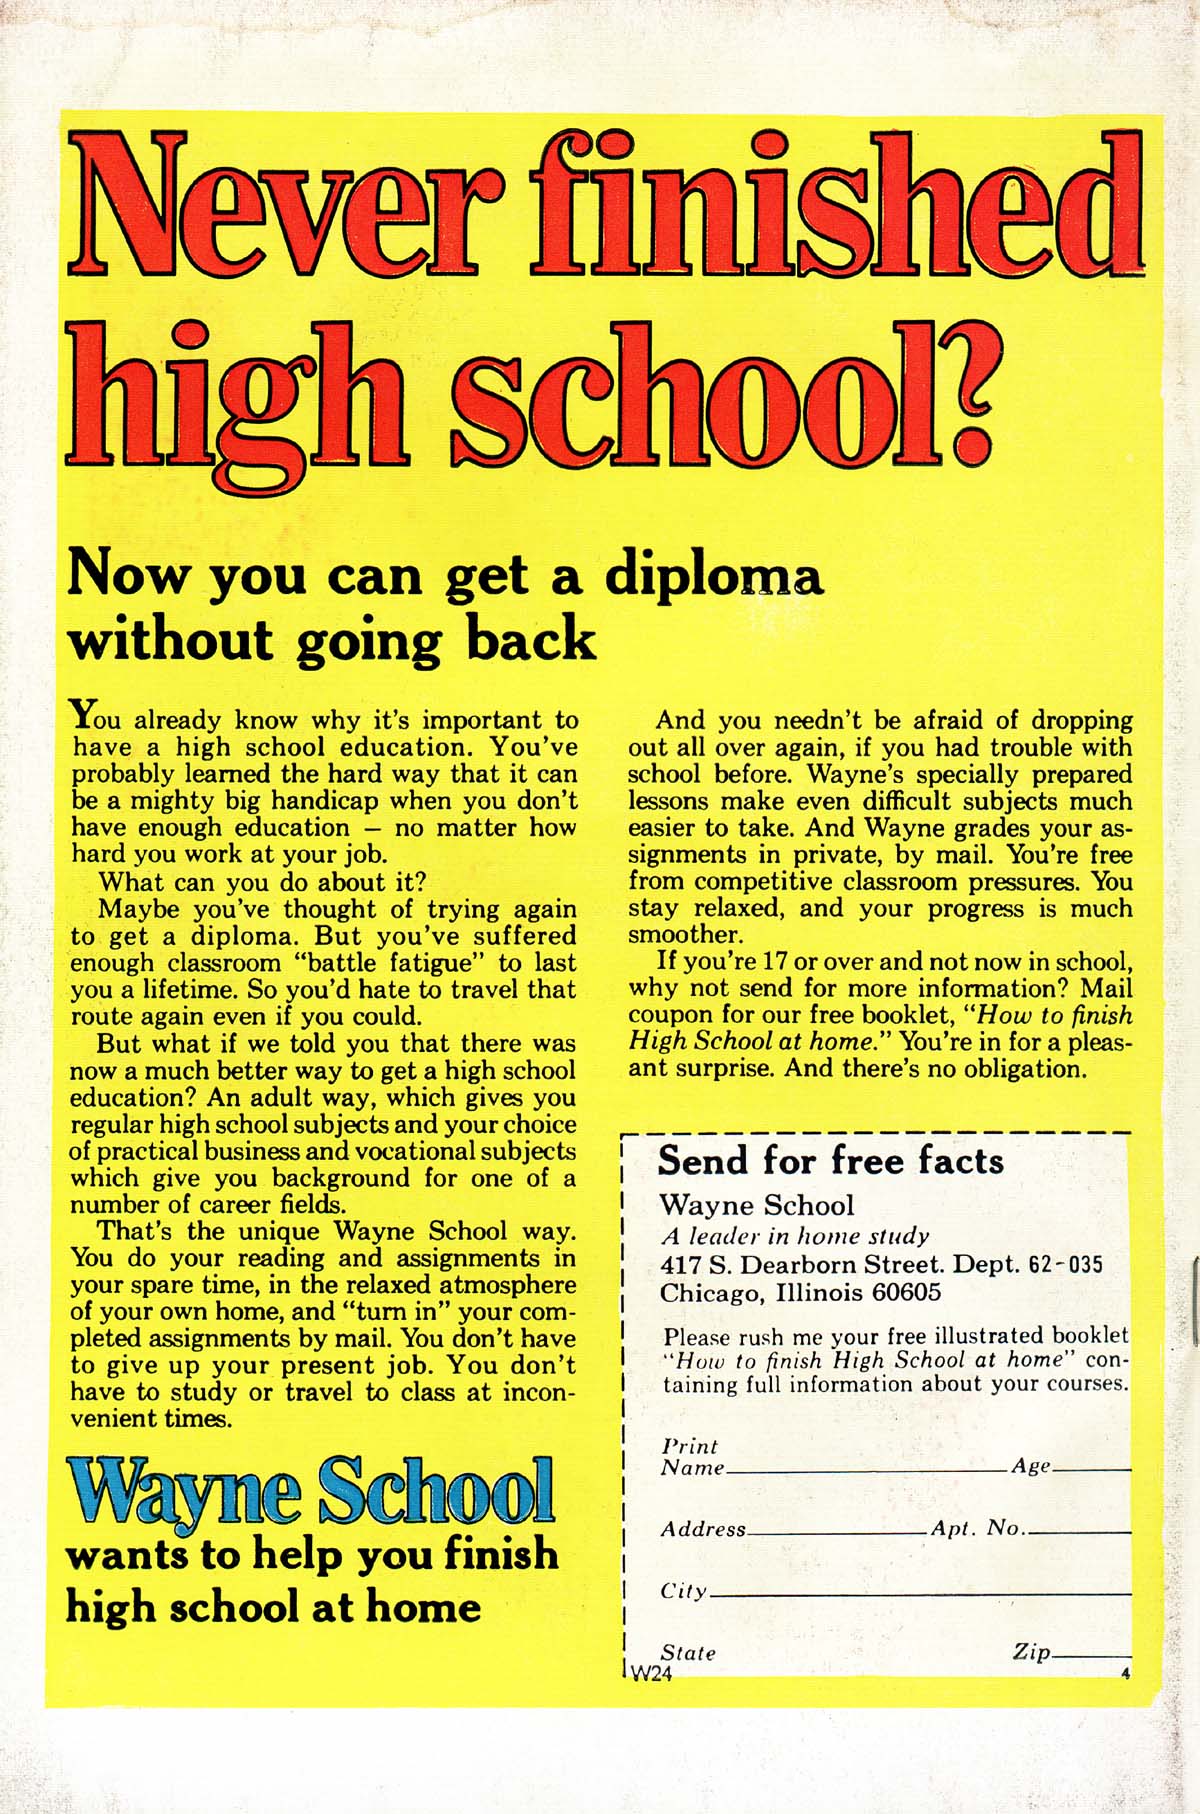 Never finished
high school?
Now you can get a diploma
without going back
You already know why it's important to
have a high school education. You've
probably learned the hard way that it can
be a mighty big handicap when you don't
have enough education – no matter how
hard you work at your job.
What can you do about it?
Maybe you've thought of trying again
to get a diploma. But you've suffered
enough classroom “battle fatigue” to last
you a lifetime. So you'd hate to travel that
route again even if you could.
But what if we told you that there was
now a much better way to get a high school
education? An adult way, which gives you
regular high school subjects and your choice
of practical business and vocational subjects
which give you background for one of a
number of career fields.
That's the unique Wayne School way.
You do your reading and assignments in
your spare time, in the relaxed atmosphere
of your own home, and “turn in” your com-
pleted assignments by mail. You don't have
to give up your present job. You don't
have to study or travel to class at incon-
venient times.
Wayne School
wants to help you finish
high school at home
And you needn't be afraid of dropping
out all over again, if you had trouble with
school before. Wayne's specially prepared
lessons make even difficult subjects much
easier to take. And Wayne grades your as-
signments in private, by mail. You're free
from competitive classroom pressures. You
stay relaxed, and your progress is much
smoother.
If you're 17 or over and not now in school,
why not send for more information? Mail
coupon for our free booklet, “How to finish
High School at home.” You're in for a pleas-
ant surprise. And there's no obligation.
Send for free facts
Wayne School
A leader in home study
417 S. Dearborn Street. Dept. 62-035
Chicago, Illinois 60605
Please rush me your free illustrated booklet
“How to finish High School at home” con-
taining full information about your courses.
Print
Name Age
Address Apt. No.
City
State Zip
W24 4